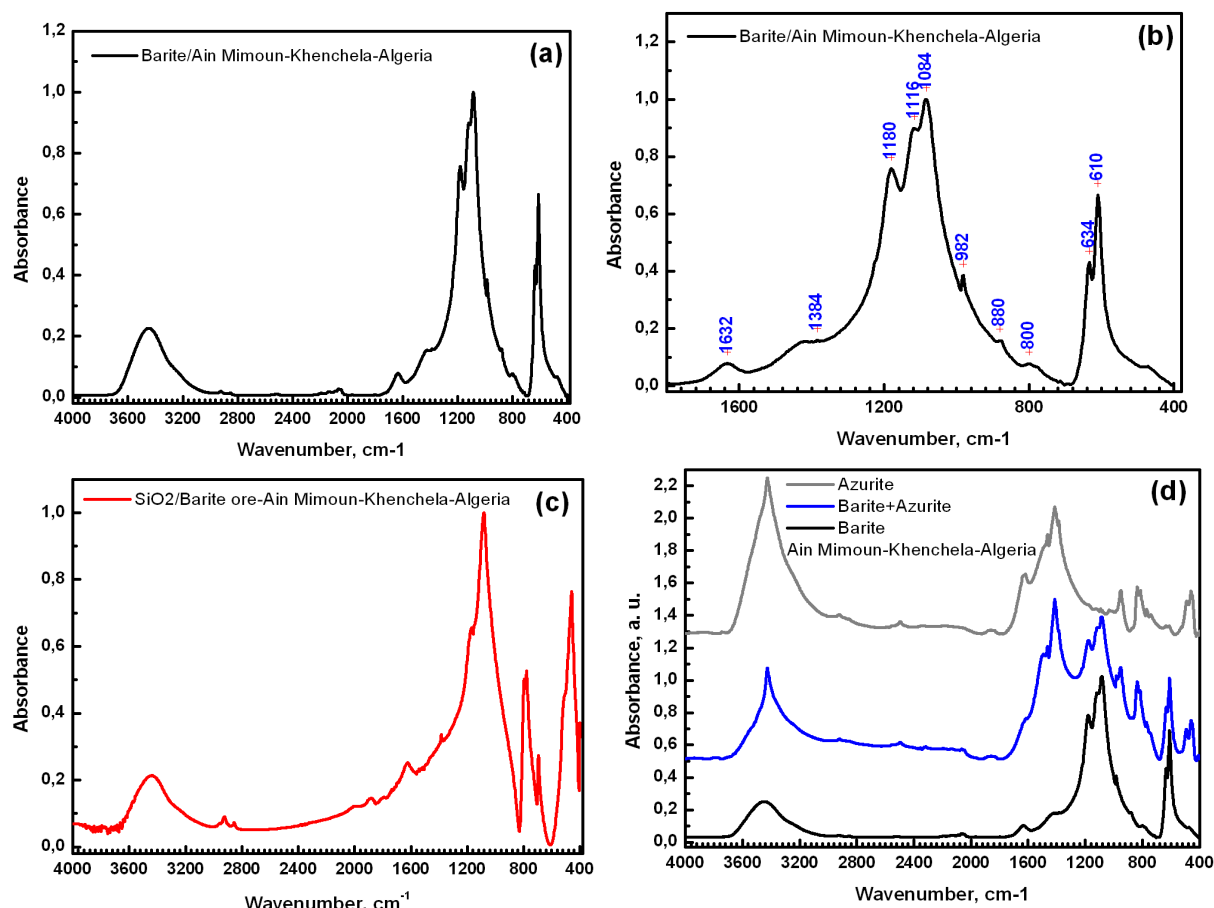 Barite/Ain Mimoun-Khenchela-Algeria
(a)
1,2
1,0
0,8
0,6
0,4
0,2
0,0
Absorbance
4000 3600 3200 2800 2400 2000 1600 1200 800 400
Wavenumber, cm-1
Barite/Ain Mimoun-Khenchela-Algeria
(b)
1,2
1,0
0,8
0,6
0,4
0,2
0,0
Absorbance
1632
1384
1180
1116
1084
982
880
800
634
610
1600 1200 800 400
Wavenumber, cm-1
SiO2/Barite ore-Ain Mimoun-Khenchela-Algeria
(c)
1,0
0,8
0,6
0,4
0,2
0,0
Absorbance
4000 3600 3200 2800 2400 2000 1600 1200 800 400
Wavenumber, cm⁻¹
Azurite
Barite+Azurite
Barite
Ain Mimoun-Khenchela-Algeria
(d)
2,2
2,0
1,8
1,6
1,4
1,2
1,0
0,8
0,6
0,4
0,2
0,0
Absorbance, a. u.
4000 3600 3200 2800 2400 2000 1600 1200 800 400
Wavenumber, cm-1